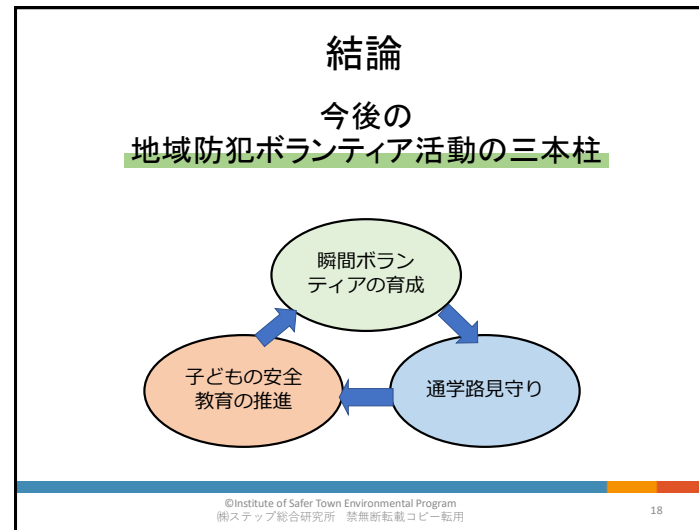 結論
今後の
地域防犯ボランティア活動の三本柱
瞬間ボラン
ティアの育成
子どもの安全
教育の推進
通学路見守り
©Institute of Safer Town Environmental Program
㈱ステップ総合研究所 禁無断転載コピー転用
18